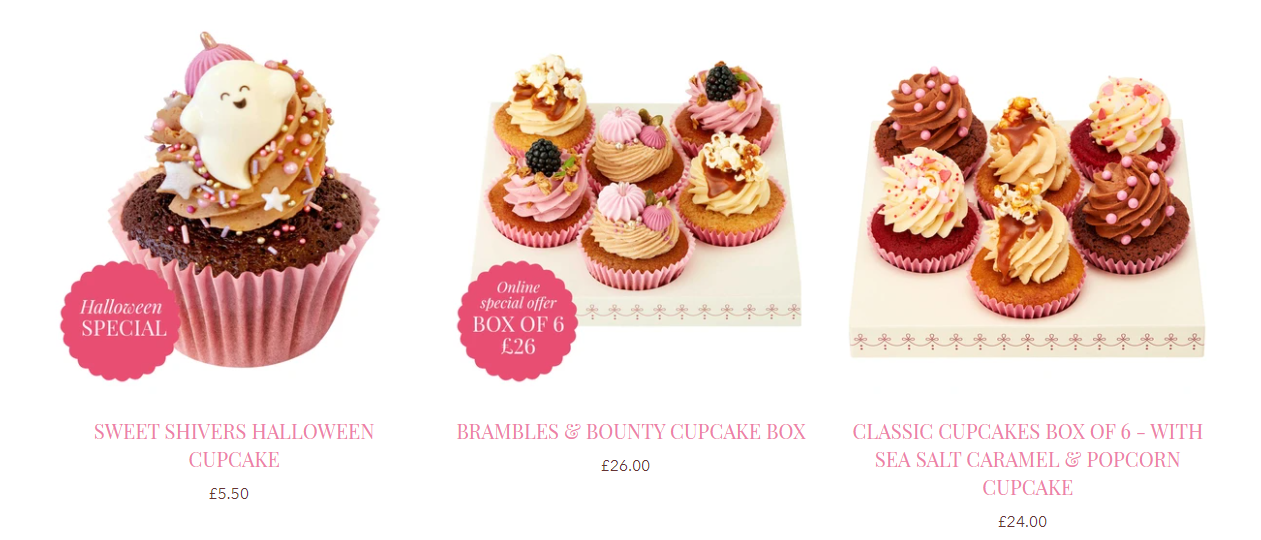 Halloween
SPECIAL
SWEET SHIVERS HALLOWEEN
CUPCAKE
£5.50
Online
special offer
BOX OF 6
£26
BRAMBLES & BOUNTY CUPCAKE BOX
£26.00
CLASSIC CUPCAKES BOX OF 6 - WITH
SEA SALT CARAMEL & POPCORN
CUPCAKE
£24.00